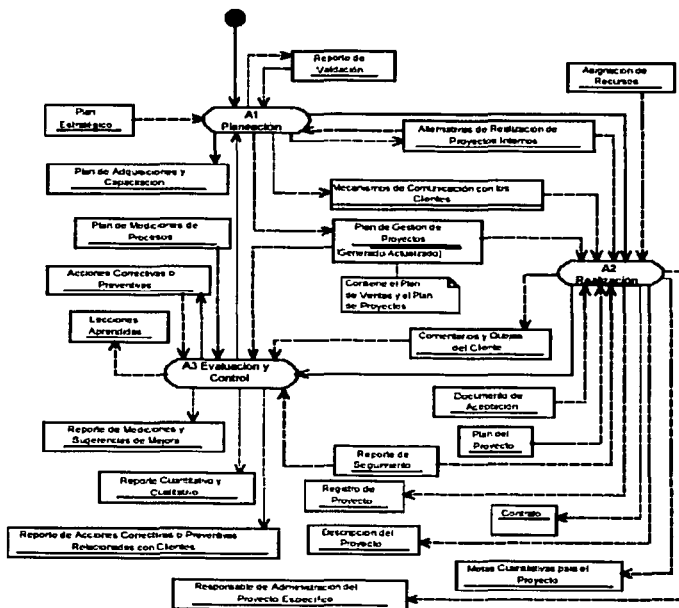 Reporte de
Validación
Asignación de
Recursos
A1
Planeación
Plan
Estratégico
Alternativas de Realización de
Proyectos Internos
Plan de Adquisiciones y
Capacitación
Mecanismos de Comunicación con los
Clientes
Plan de Mediciones de
Procesos
Plan de Gestión de
Proyectos
[Generado Actualizado]
A2
Realización
Acciones Correctivas o
Preventivas
Contiene el Plan
de Ventas y el Plan
de Proyectos
Lecciones
Aprendidas
Comentarios y Quejas
del Cliente
A3 Evaluación y
Control
Documento de
Aceptación
Reporte de Mediciones y
Sugerencias de Mejora
Plan del
Proyecto
Reporte de
Seguimiento
Reporte Cuantitativo y
Cualitativo
Registro de
Proyecto
Contrato
Reporte de Acciones Correctivas o Preventivas
Relacionadas con Clientes
Descripción del
Proyecto
Metas Cuantitativas para el
Proyecto
Responsable de Administración del
Proyecto Específico